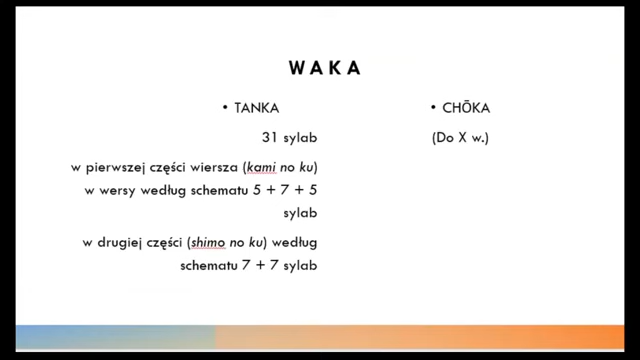 WAKA
• TANKA
31 sylab
w pierwszej części wiersza (kami no ku)
w wersy według schematu 5 + 7 + 5
sylab
w drugiej części (shimo no ku) według
schematu 7 + 7 sylab
• CHŌKA
(Do X w.)